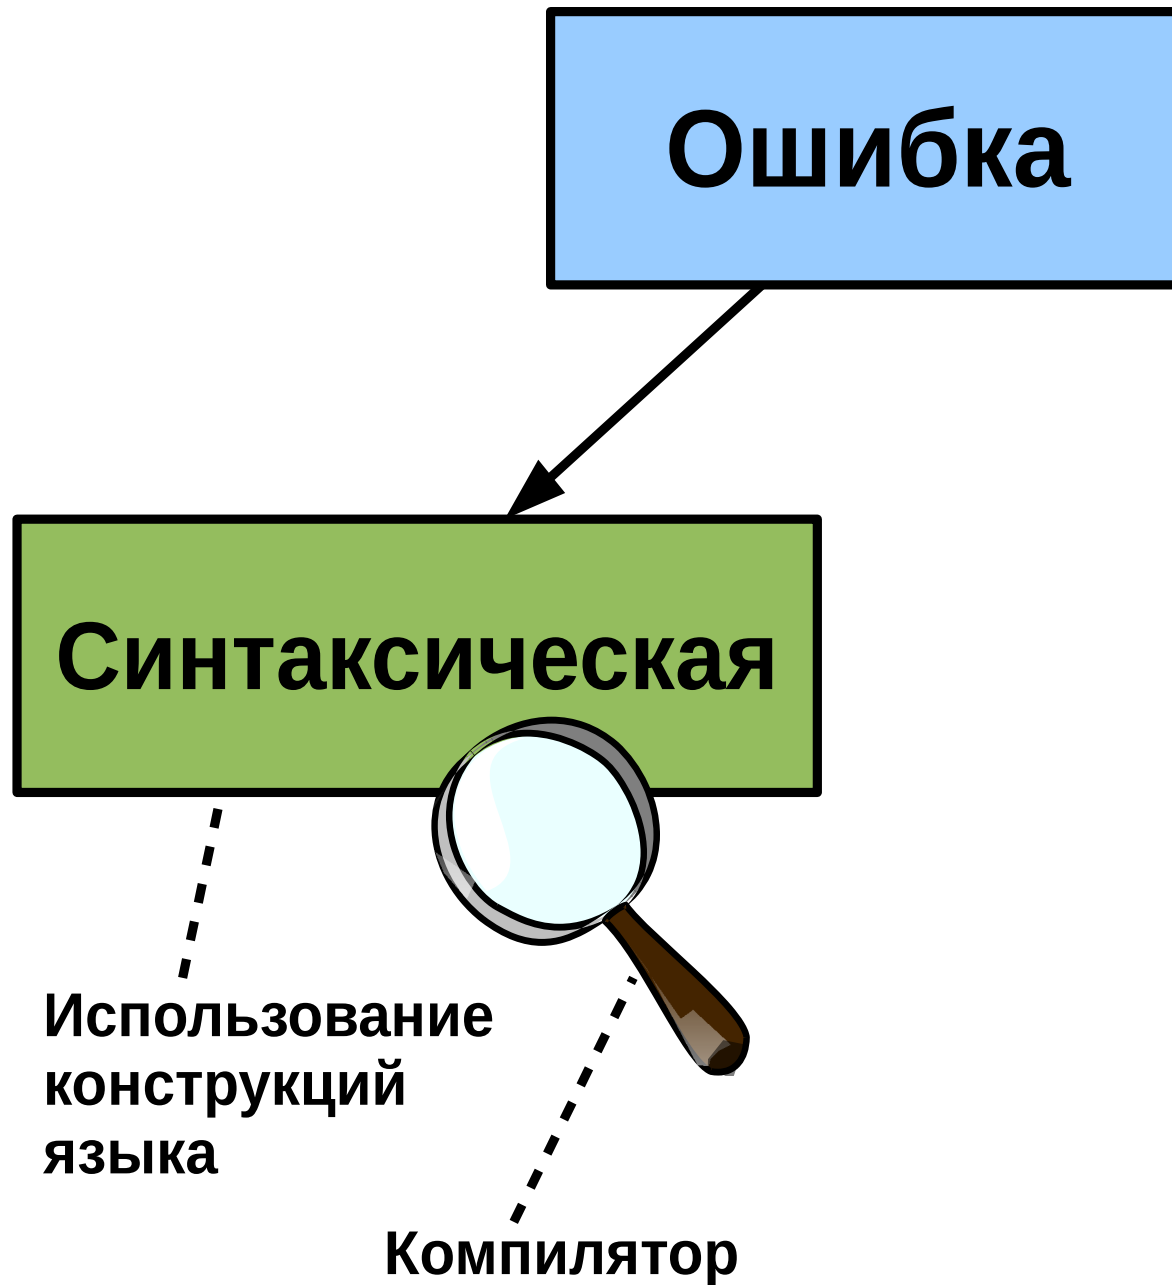 Ошибка
Синтаксическая
Использование
конструкций
языка
Компилятор